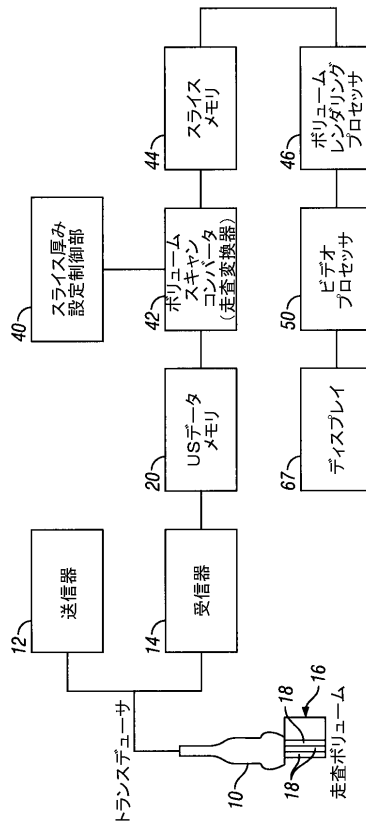 トランスデューサ
10
18
18
16
走査ボリューム
12
送信器
14
受信器
20
USデータ
メモリ
40
スライス厚み
設定制御部
42
ボリューム
スキャン
コンバータ
(走査変換器)
44
スライス
メモリ
46
ボリューム
レンダリング
プロセッサ
50
ビデオ
プロセッサ
67
ディスプレイ